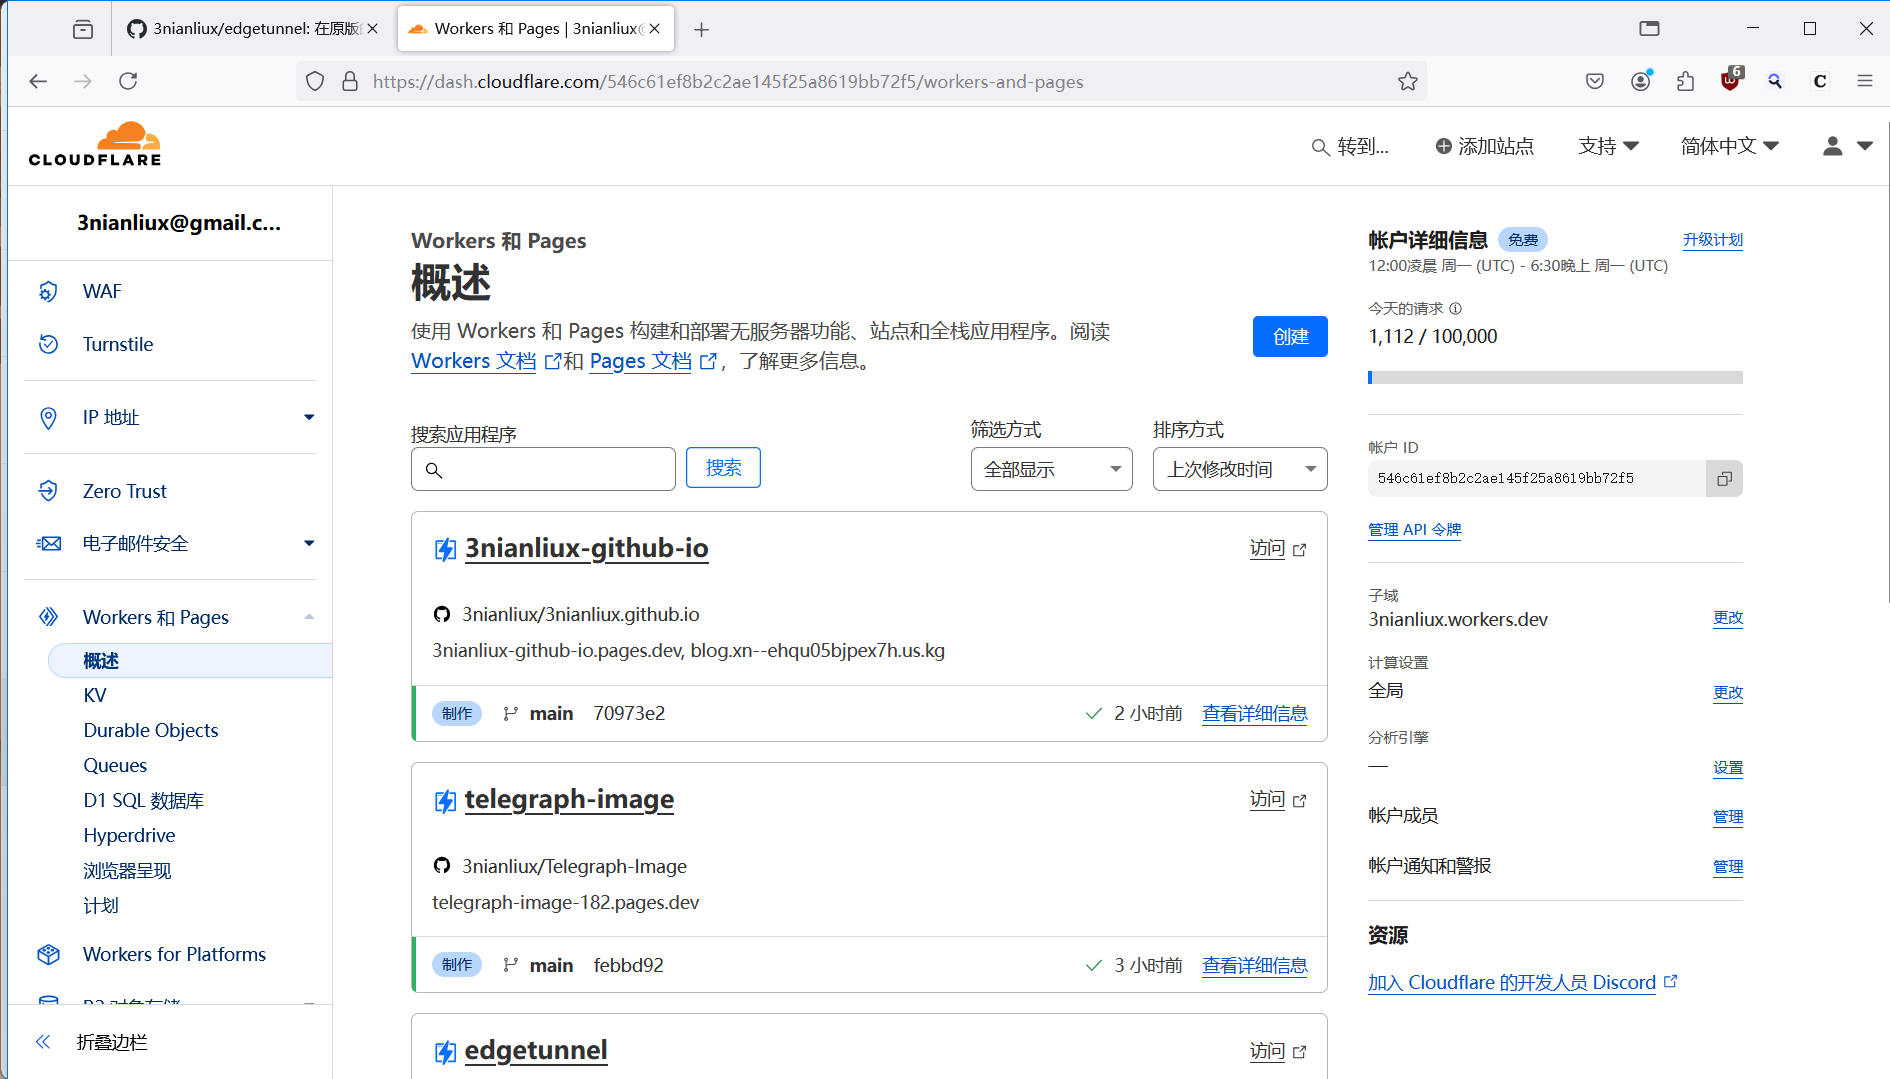 3nianliux/edgetunnel: 在原版
Workers 和 Pages | 3nianliux@
https://dash.cloudflare.com/546c61ef8b2c2ae145f25a8619bb72f5/workers-and-pages
6
C
CLOUDFLARE
转到...
添加站点
支持
简体中文
3nianliux@gmail.c...
WAF
Turnstile
IP 地址
Zero Trust
电子邮件安全
Workers 和 Pages
概述
KV
Durable Objects
Queues
D1 SQL 数据库
Hyperdrive
浏览器呈现
计划
Workers for Platforms
R2 对象存储
折叠边栏
Workers 和 Pages
概述
使用 Workers 和 Pages 构建和部署无服务器功能、站点和全栈应用程序。阅读
Workers 文档 和 Pages 文档 ，了解更多信息。
创建
搜索应用程序
搜索
筛选方式
全部显示
排序方式
上次修改时间
3nianliux-github-io
访问
3nianliux/3nianliux.github.io
3nianliux-github-io.pages.dev, blog.xn--ehqu05bjpex7h.us.kg
制作 main 70973e2
2 小时前 查看详细信息
telegraph-image
访问
3nianliux/Telegraph-Image
telegraph-image-182.pages.dev
制作 main febbd92
3 小时前 查看详细信息
edgetunnel
访问
帐户详细信息 免费
升级计划
12:00凌晨 周一 (UTC) - 6:30晚上 周一 (UTC)
今天的请求
1,112 / 100,000
帐户 ID
546c61ef8b2c2ae145f25a8619bb72f5
管理 API 令牌
子域
3nianliux.workers.dev
更改
计算设置
全局
更改
分析引擎
—
设置
帐户成员
管理
帐户通知和警报
管理
资源
加入 Cloudflare 的开发人员 Discord